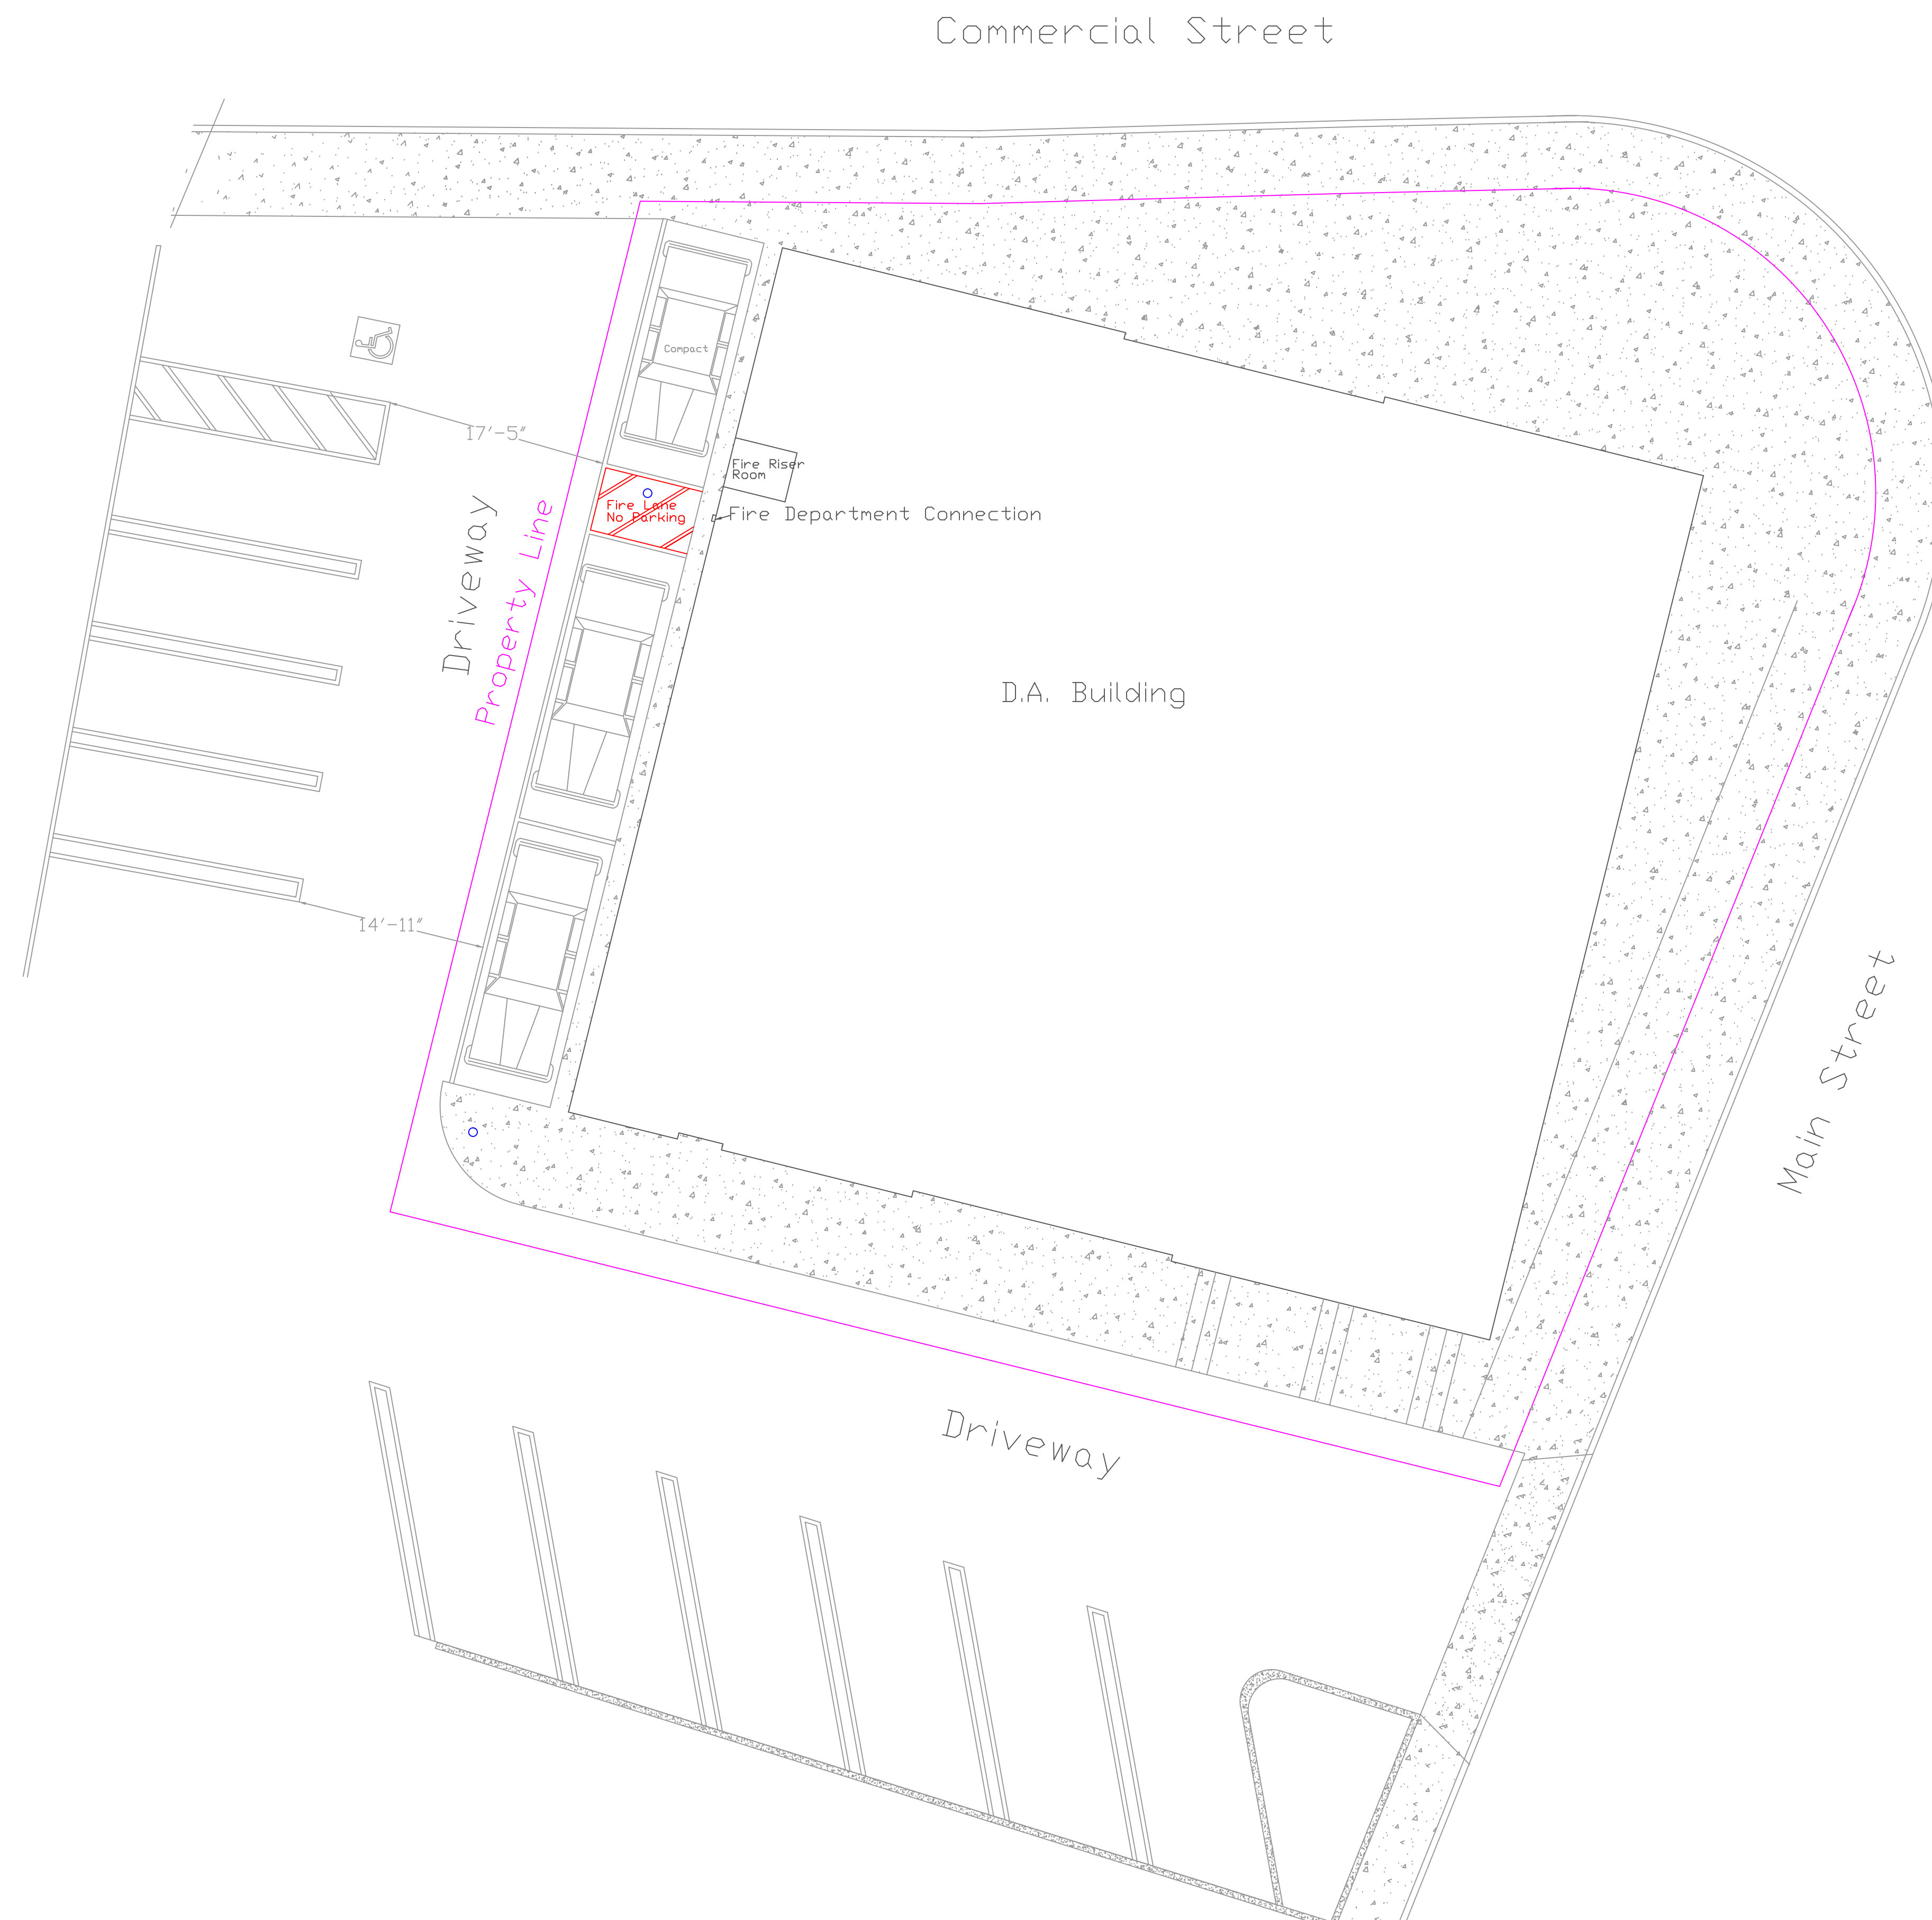 Commercial Street
Compact
17'-5"
Fire Riser
Room
Fire Lane
No Parking
Fire Department Connection
Driveway
Property Line
D.A. Building
14'-11"
Main Street
Driveway